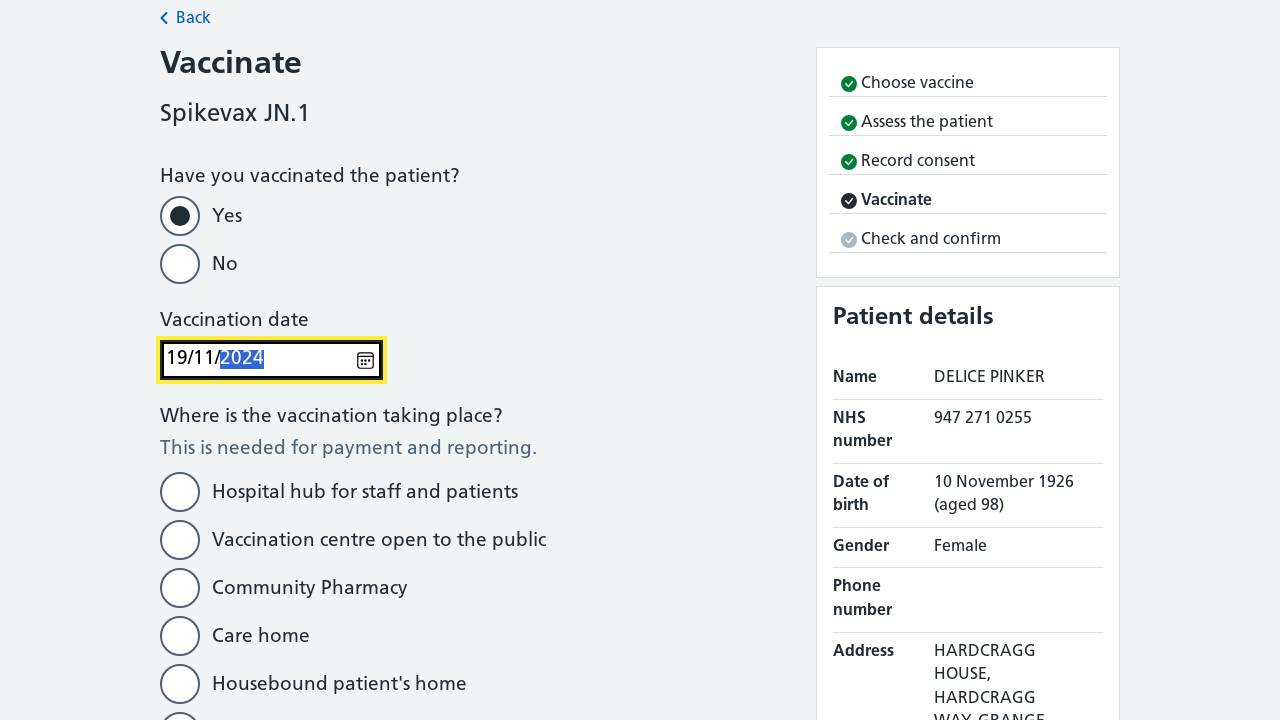 Back
Vaccinate
Spikevax JN.1
Have you vaccinated the patient?
Yes
No
Vaccination date
19/11/2024
Where is the vaccination taking place?
This is needed for payment and reporting.
Hospital hub for staff and patients
Vaccination centre open to the public
Community Pharmacy
Care home
Housebound patient's home
Choose vaccine
Assess the patient
Record consent
Vaccinate
Check and confirm
Patient details
Name DELICE PINKER
NHS 947 271 0255
number
Date of 10 November 1926
birth (aged 98)
Gender Female
Phone
number
Address HARDCRAGG
HOUSE,
HARDCRAGG
WAY, GRANGE